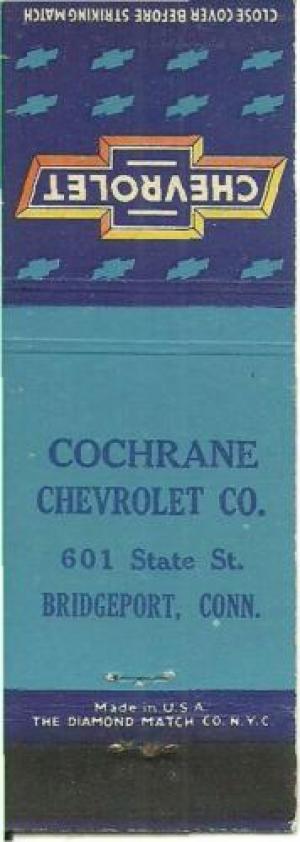 CLOSE COVER BEFORE STRIKING MATCH
CHEVROLET
COCHRANE
CHEVROLET CO.
601 State St.
BRIDGEPORT, CONN.
Made in U.S.A.
THE DIAMOND MATCH CO. N.Y.C.